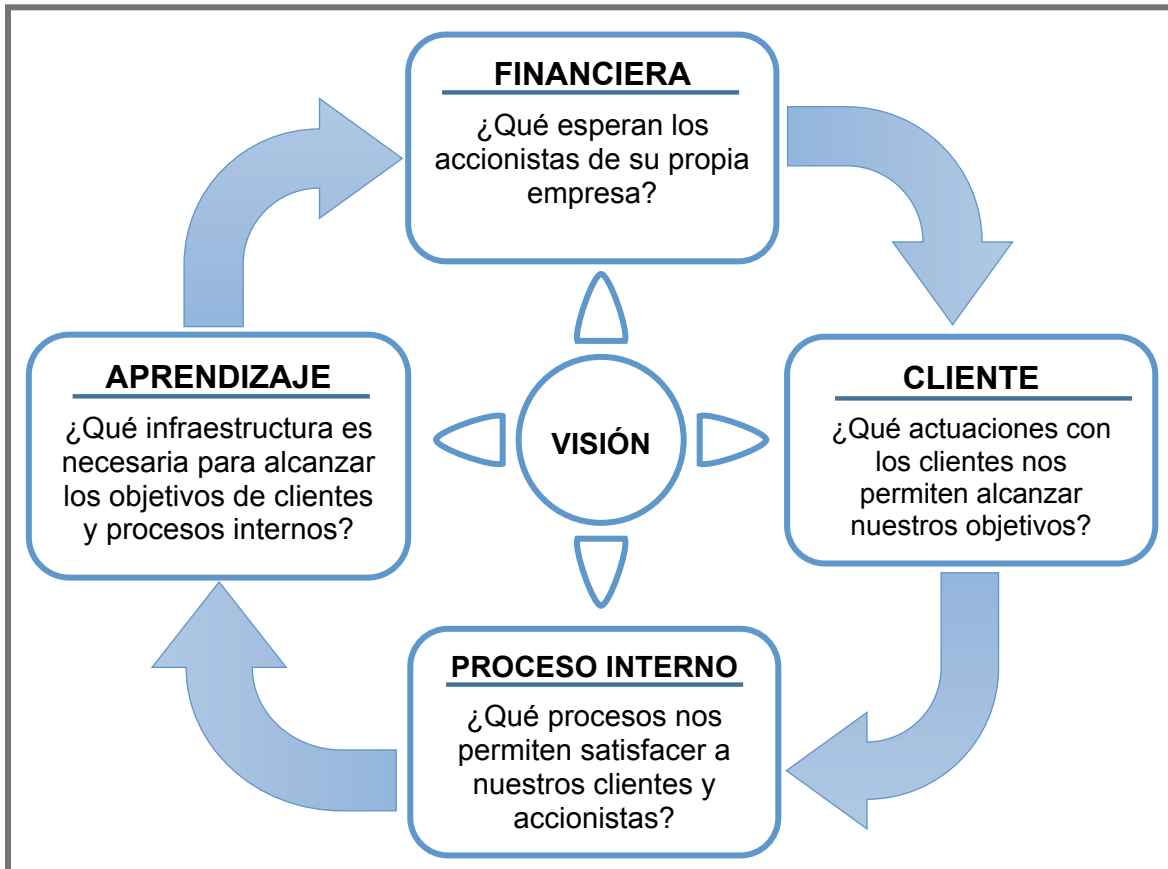 FINANCIERA
¿Qué esperan los
accionistas de su propia
empresa?
APRENDIZAJE
¿Qué infraestructura es
necesaria para alcanzar
los objetivos de clientes
y procesos internos?
VISIÓN
CLIENTE
¿Qué actuaciones con
los clientes nos
permiten alcanzar
nuestros objetivos?
PROCESO INTERNO
¿Qué procesos nos
permiten satisfacer a
nuestros clientes y
accionistas?